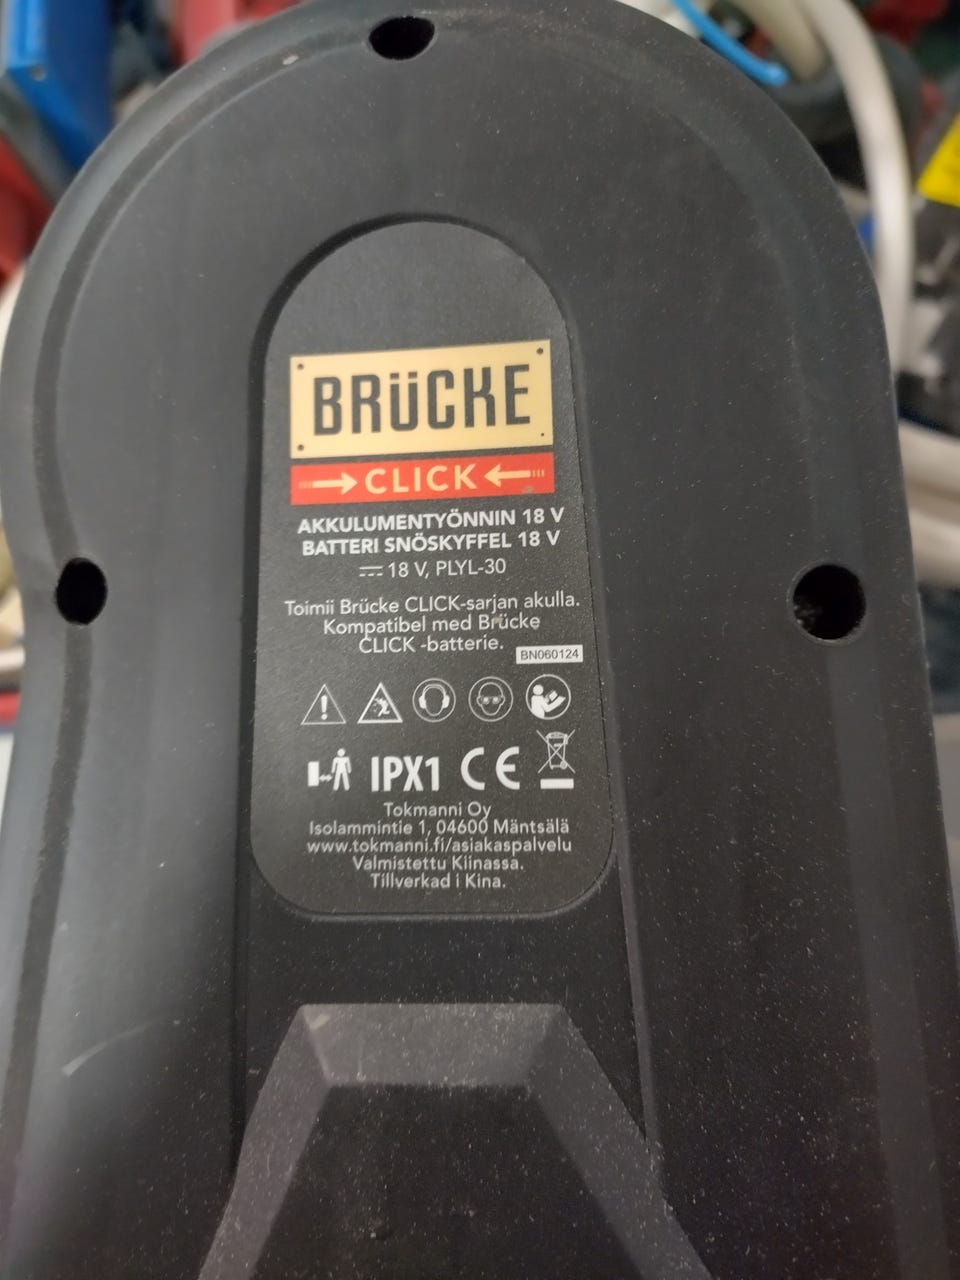 BRÜCKE
CLICK
AKKULUMENTYÖNNIN 18 V
BATTERI SNÖSKYFFEL 18 V
18 V, PLYL-30
Toimii Brücke CLICK-sarjan akulla.
Kompatibel med Brücke
CLICK -batterie.
BN060124
IPX1 CE
Tokmanni Oy
Isolammintie 1, 04600 Mäntsälä
www.tokmanni.fi/asiakaspalvelu
Valmistettu Kiinassa.
Tillverkad i Kina.